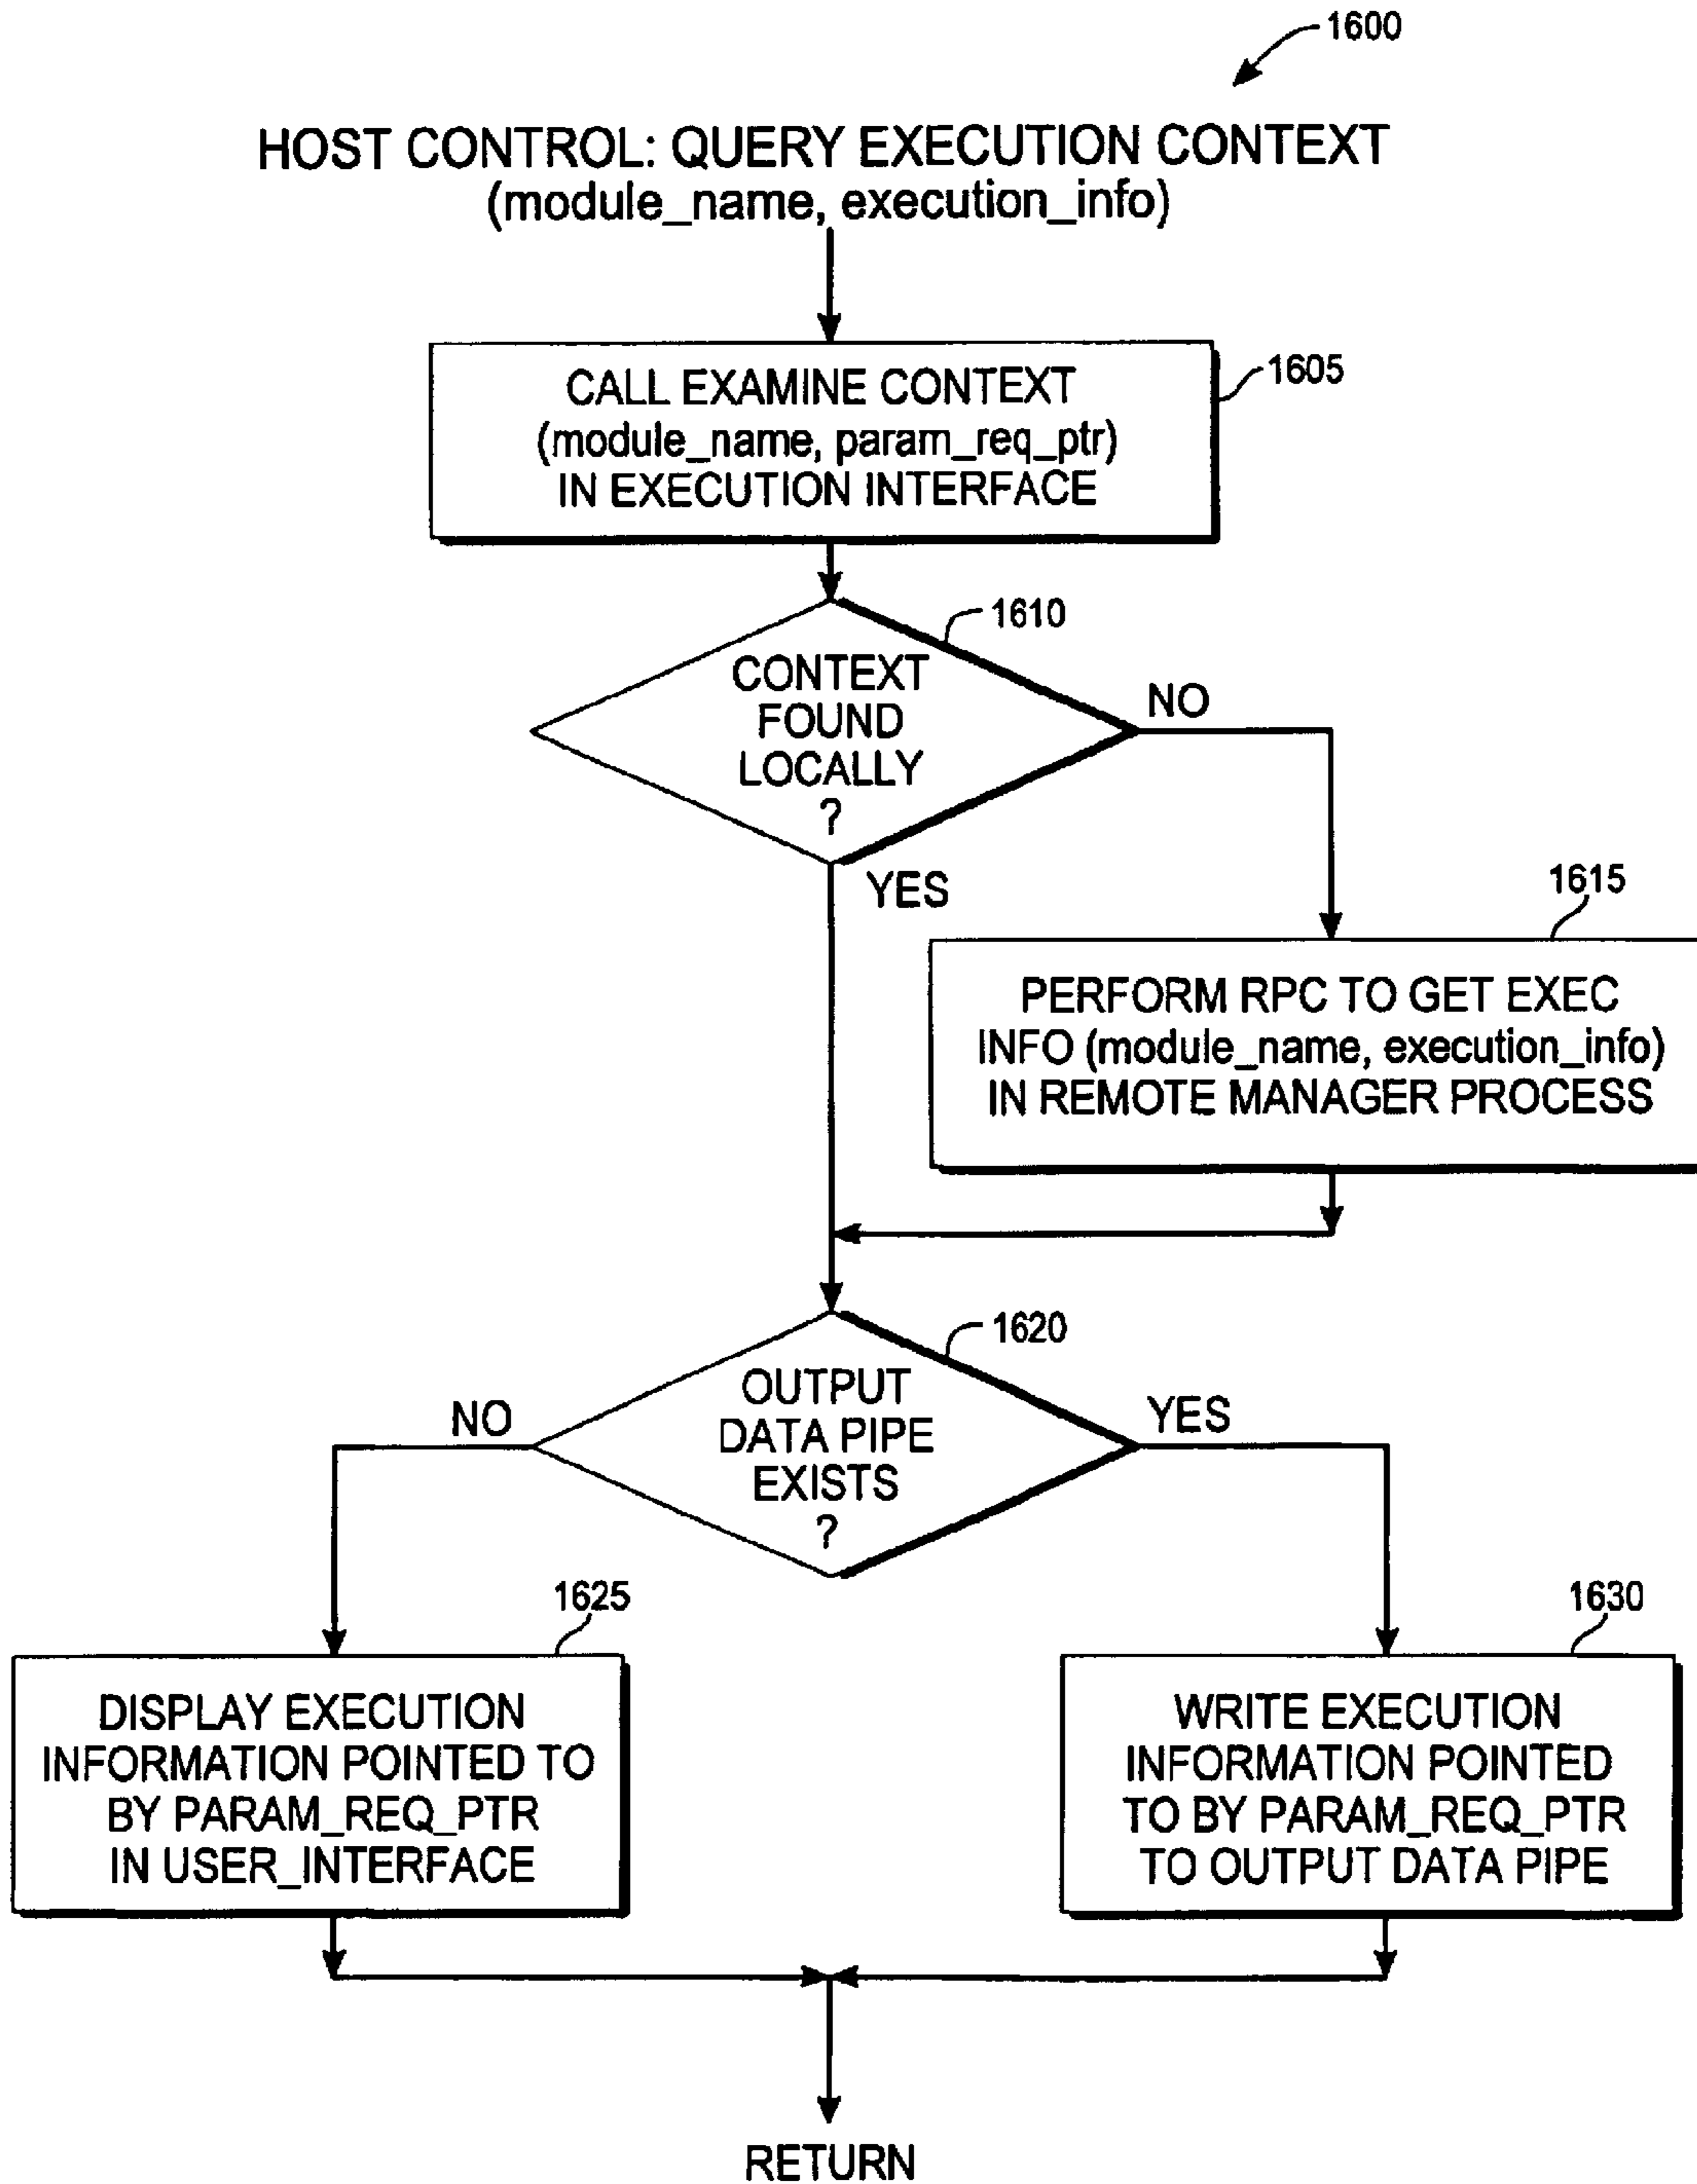 1600
HOST CONTROL: QUERY EXECUTION CONTEXT
(module_name, execution_info)
CALL EXAMINE CONTEXT
(module_name, param_req_ptr)
IN EXECUTION INTERFACE
1605
1610
CONTEXT
FOUND
LOCALLY
?
NO
YES
1615
PERFORM RPC TO GET EXEC
INFO (module_name, execution_info)
IN REMOTE MANAGER PROCESS
1620
OUTPUT
DATA PIPE
EXISTS
?
NO
YES
1625
DISPLAY EXECUTION
INFORMATION POINTED TO
BY PARAM_REQ_PTR
IN USER_INTERFACE
1630
WRITE EXECUTION
INFORMATION POINTED
TO BY PARAM_REQ_PTR
TO OUTPUT DATA PIPE
RETURN